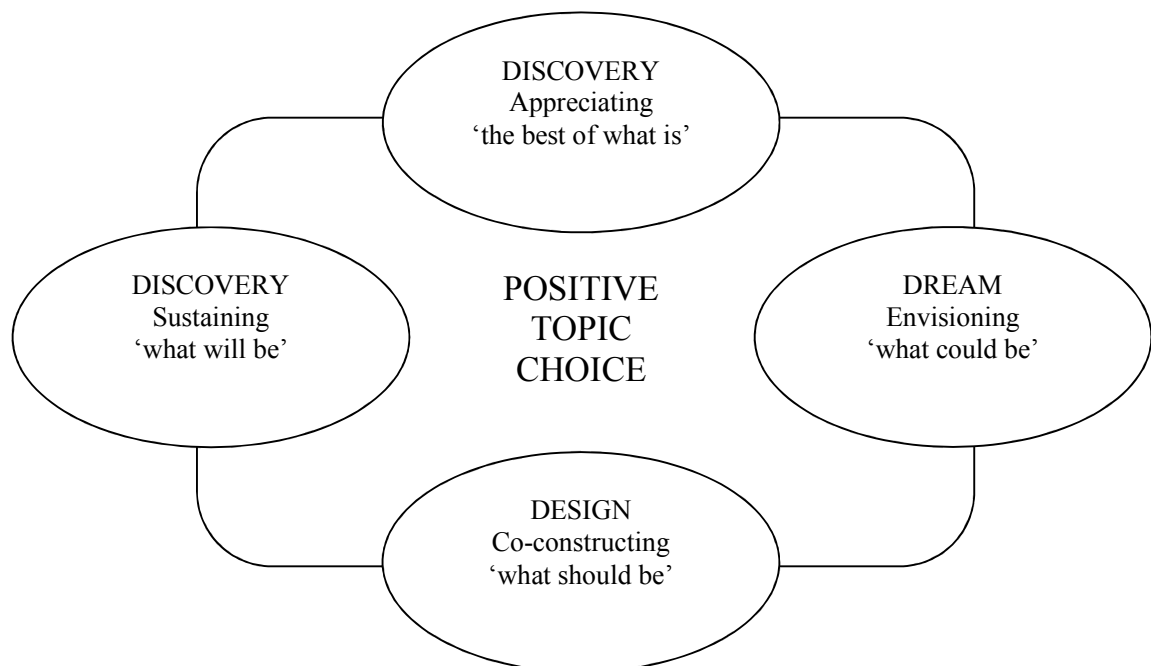 DISCOVERY
Appreciating
‘the best of what is’
DISCOVERY
Sustaining
‘what will be’
POSITIVE
TOPIC
CHOICE
DREAM
Envisioning
‘what could be’
DESIGN
Co-constructing
‘what should be’